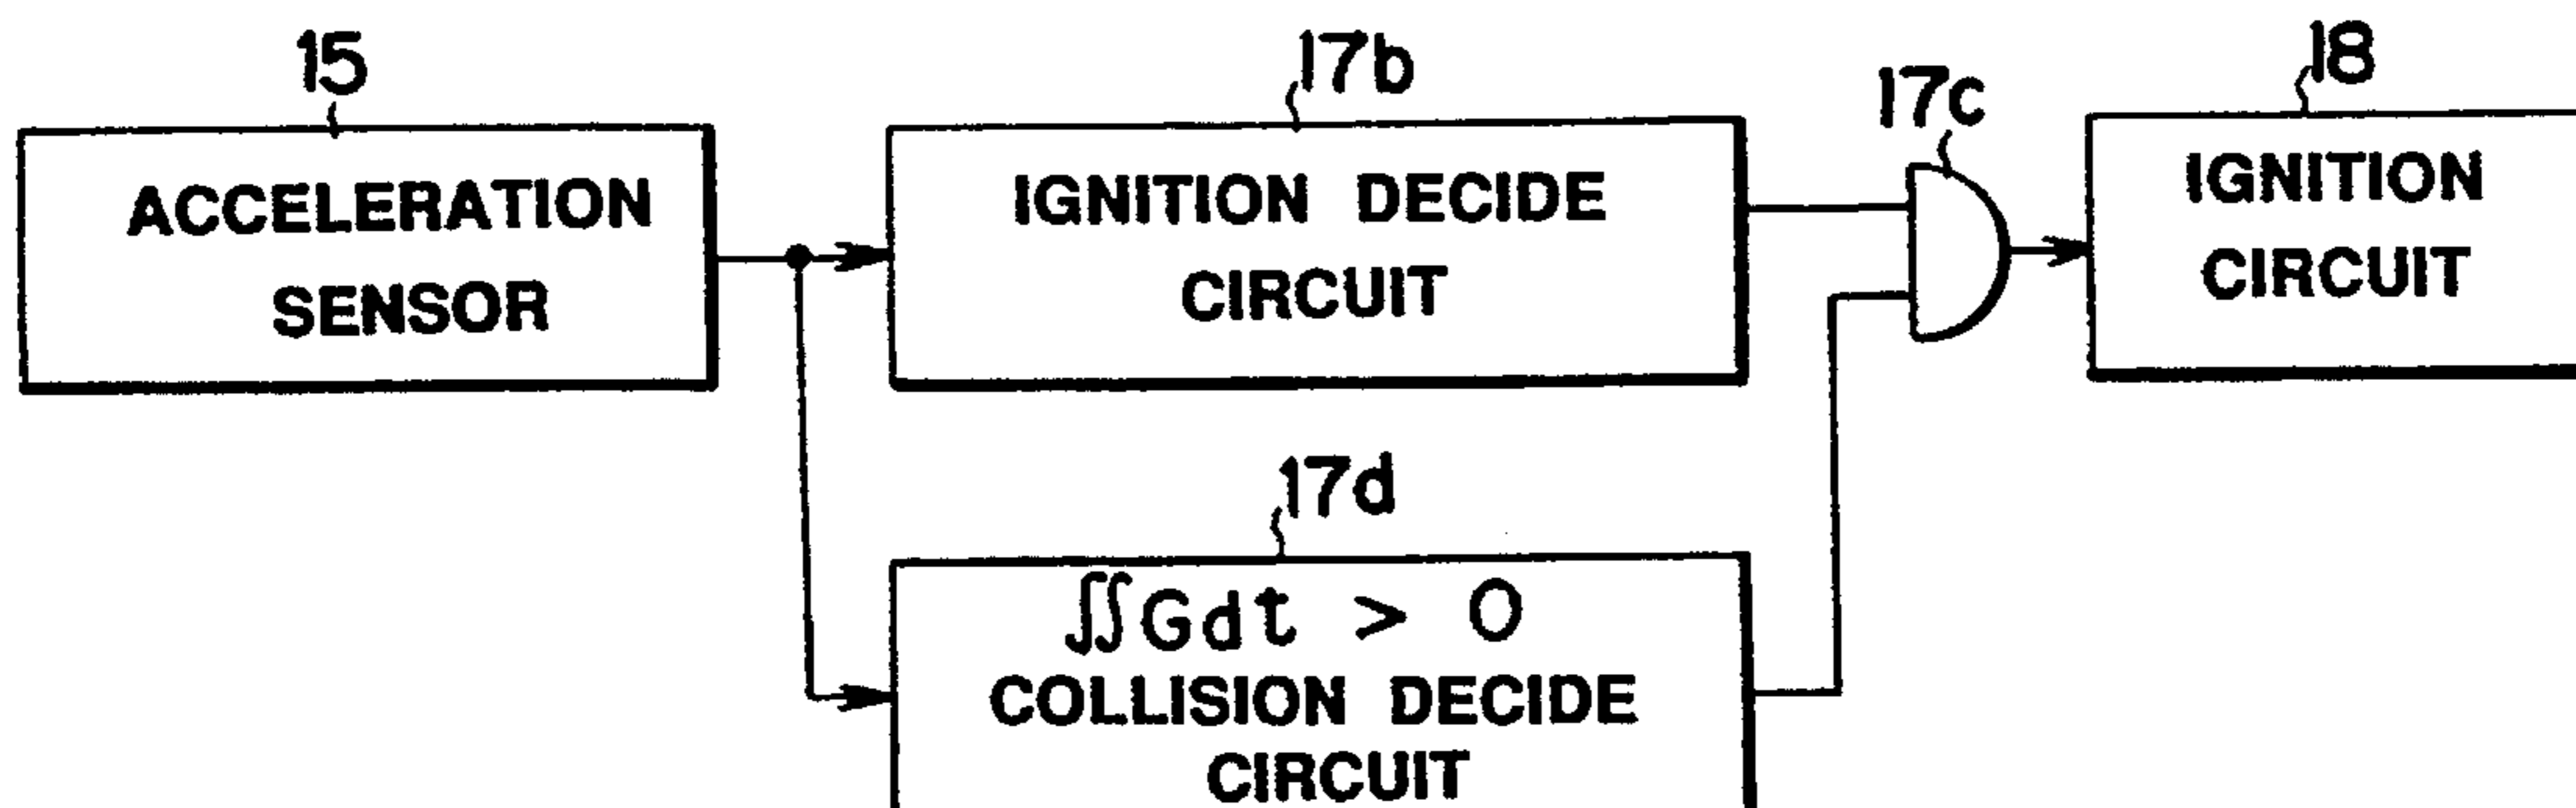 15
17b
17c
18
ACCELERATION
SENSOR
IGNITION DECIDE
CIRCUIT
IGNITION
CIRCUIT
17d
∬Gdt > 0
COLLISION DECIDE
CIRCUIT